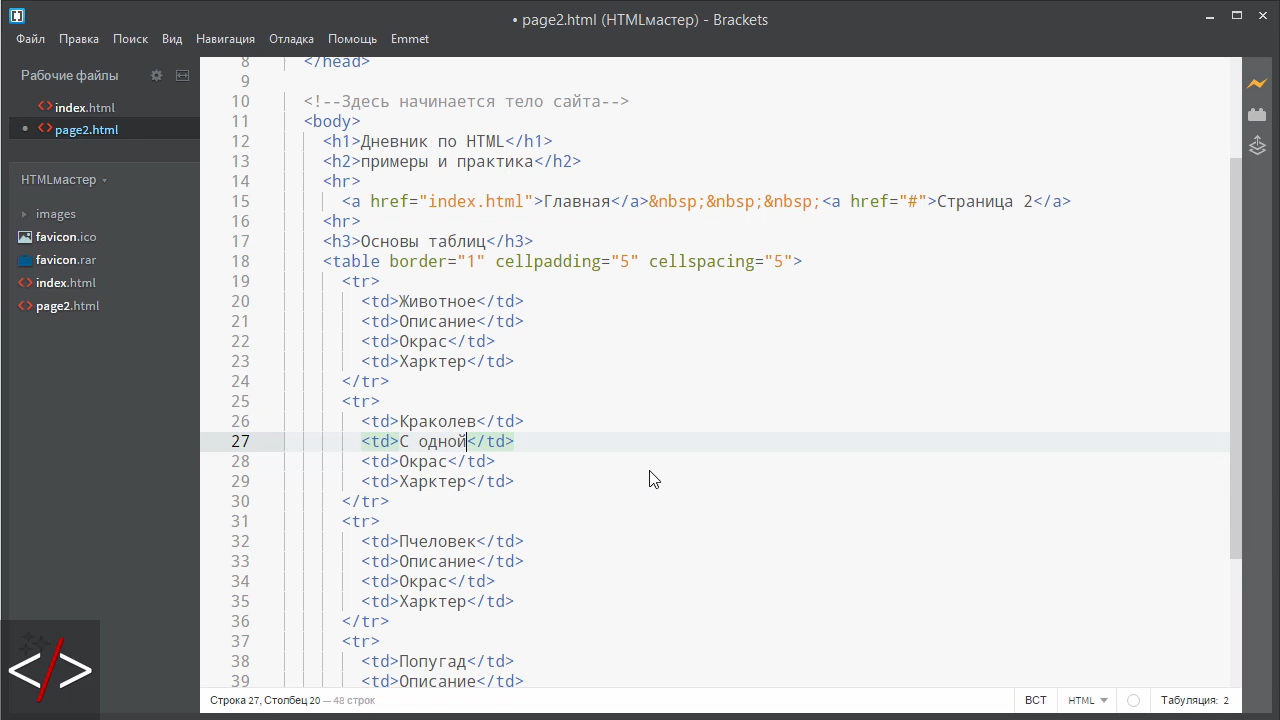 • page2.html (HTMLмастер) - Brackets
Файл Правка Поиск Вид Навигация Отладка Помощь Emmet
Рабочие файлы
index.html
• page2.html
HTMLмастер
images
favicon.ico
favicon.rar
index.html
page2.html
8 </head>
9
10 <!--Здесь начинается тело сайта-->
11 <body>
12 <h1>Дневник по HTML</h1>
13 <h2>примеры и практика</h2>
14 <hr>
15 <a href="index.html">Главная</a>&nbsp;&nbsp;&nbsp;<a href="#">Страница 2</a>
16 <hr>
17 <h3>Основы таблиц</h3>
18 <table border="1" cellpadding="5" cellspacing="5">
19 <tr>
20 <td>Животное</td>
21 <td>Описание</td>
22 <td>Окрас</td>
23 <td>Харктер</td>
24 </tr>
25 <tr>
26 <td>Краколев</td>
27 <td>С одной</td>
28 <td>Окрас</td>
29 <td>Харктер</td>
30 </tr>
31 <tr>
32 <td>Пчеловек</td>
33 <td>Описание</td>
34 <td>Окрас</td>
35 <td>Харктер</td>
36 </tr>
37 <tr>
38 <td>Попугад</td>
39 <td>Описание</td>
</>
Строка 27, Столбец 20 — 48 строк
ВСТ HTML Табуляция: 2